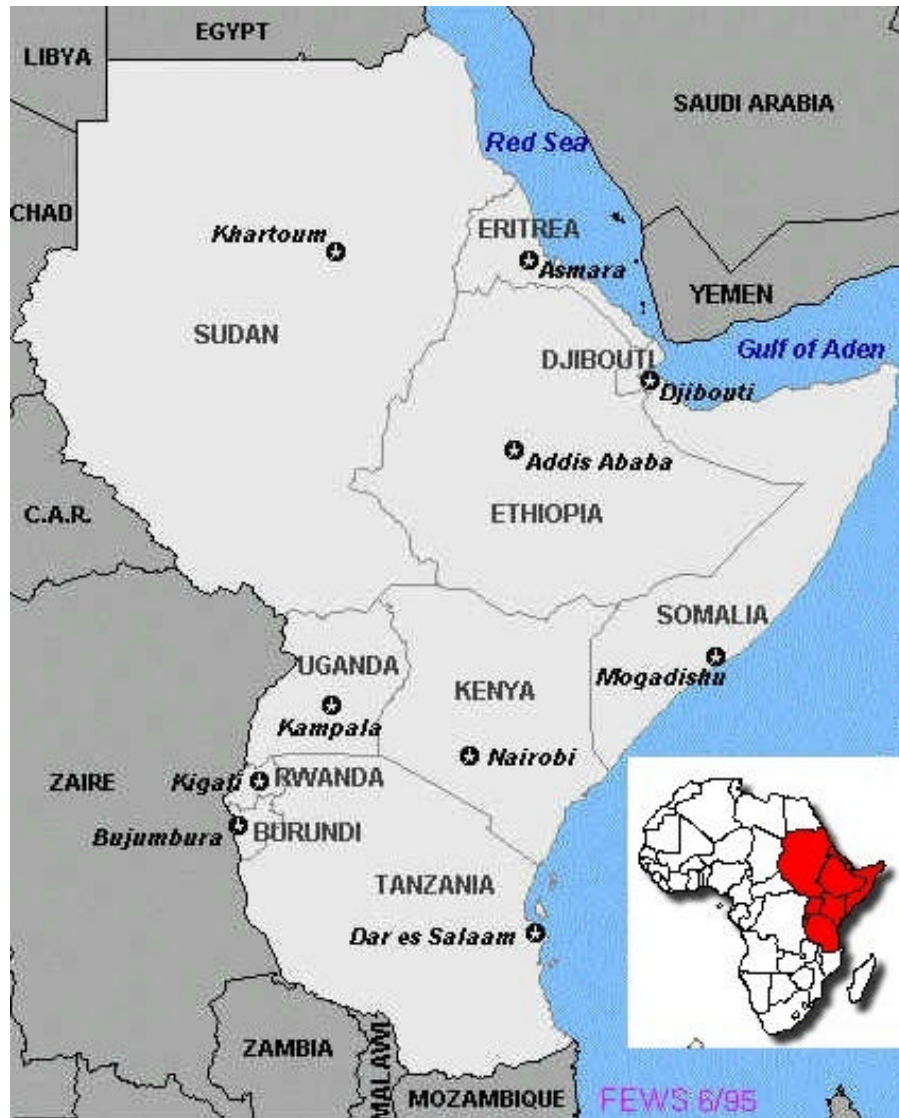 EGYPT
LIBYA
SAUDI ARABIA
Red Sea
CHAD
Khartoum
ERITREA
Asmara
YEMEN
SUDAN
Gulf of Aden
DJIBOUTI
Djibouti
Addis Ababa
C.A.R.
ETHIOPIA
SOMALIA
UGANDA
Mogadishu
KENYA
Kampala
Nairobi
ZAIRE
Kigali
RWANDA
Bujumbura
BURUNDI
TANZANIA
Dar es Salaam
ZAMBIA
MALAWI
MOZAMBIQUE
FEWS 6/95